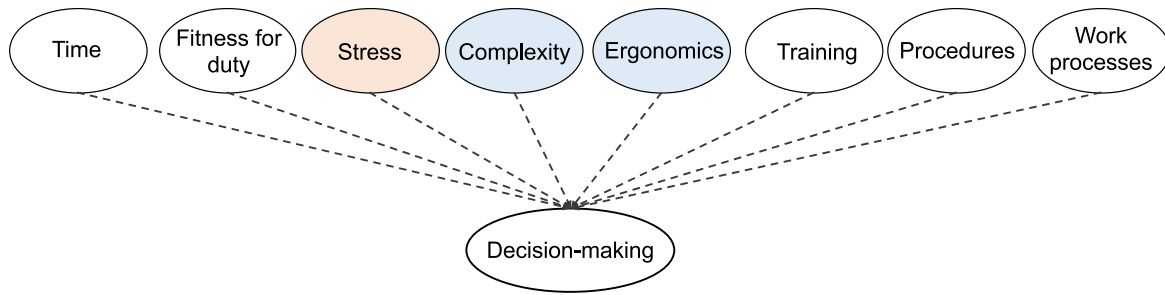 Time
Fitness for
duty
Stress
Complexity
Ergonomics
Training
Procedures
Work
processes
Decision-making